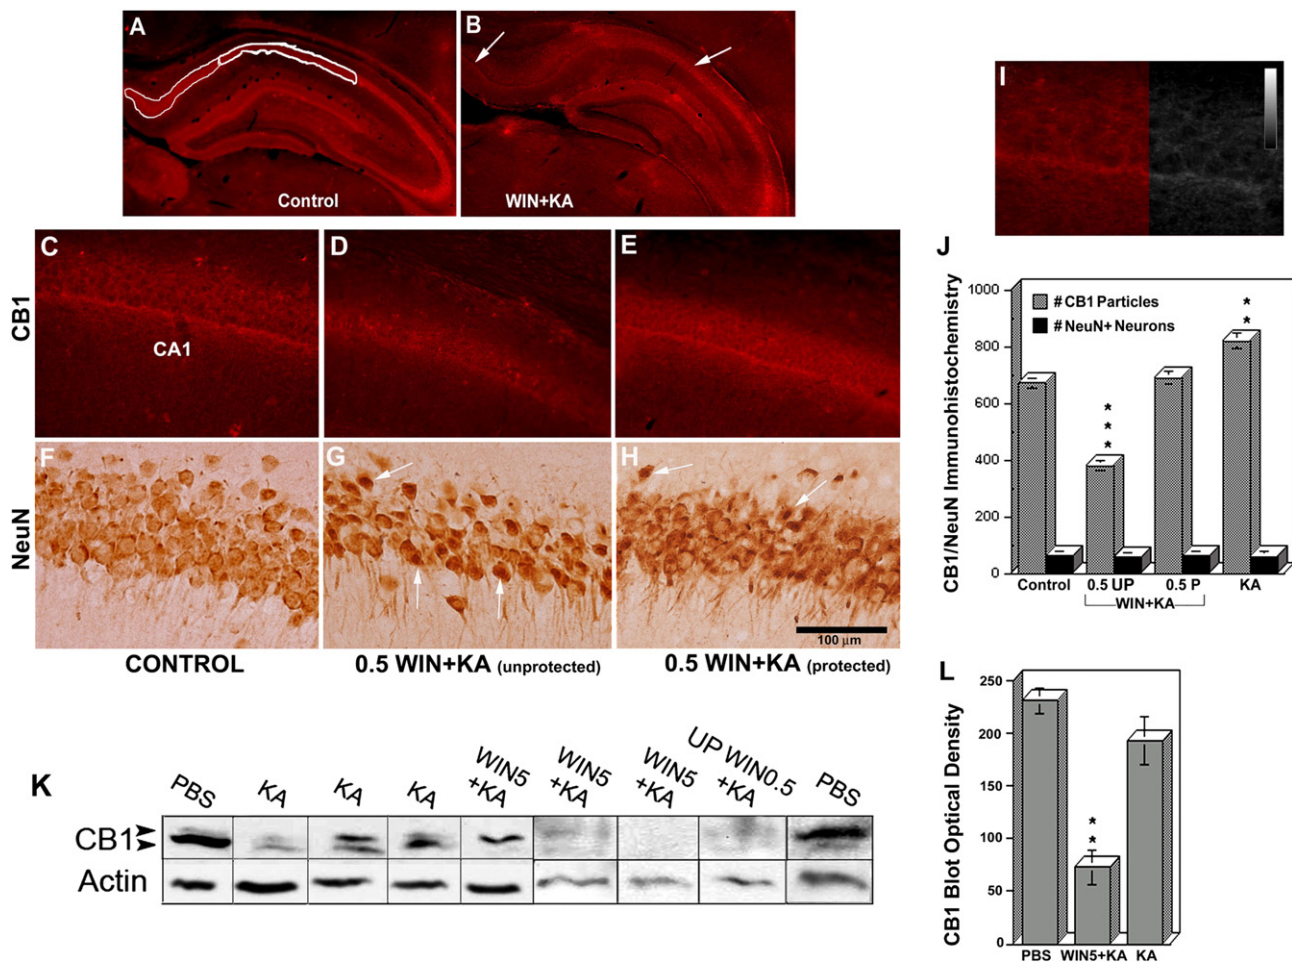 A
Control
B
WIN+KA
I
CB1
C
CA1
D
E
NeuN
F
G
H
100 µm
CONTROL
0.5 WIN+KA (unprotected)
0.5 WIN+KA (protected)
J
CB1/NeuN Immunohistochemistry
1000
800
600
400
200
0
# CB1 Particles
# NeuN+ Neurons
* * *
* *
Control
0.5 UP
0.5 P
KA
WIN+KA
K
PBS
KA
KA
KA
WIN5 +KA
WIN5 +KA
WIN5 +KA
UP WIN0.5 +KA
PBS
CB1
Actin
L
CB1 Blot Optical Density
250
200
150
100
50
0
* *
PBS
WIN5+KA
KA